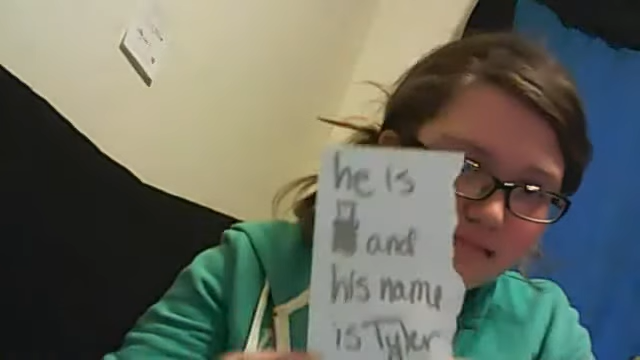 he is
and
his name
is Tyler